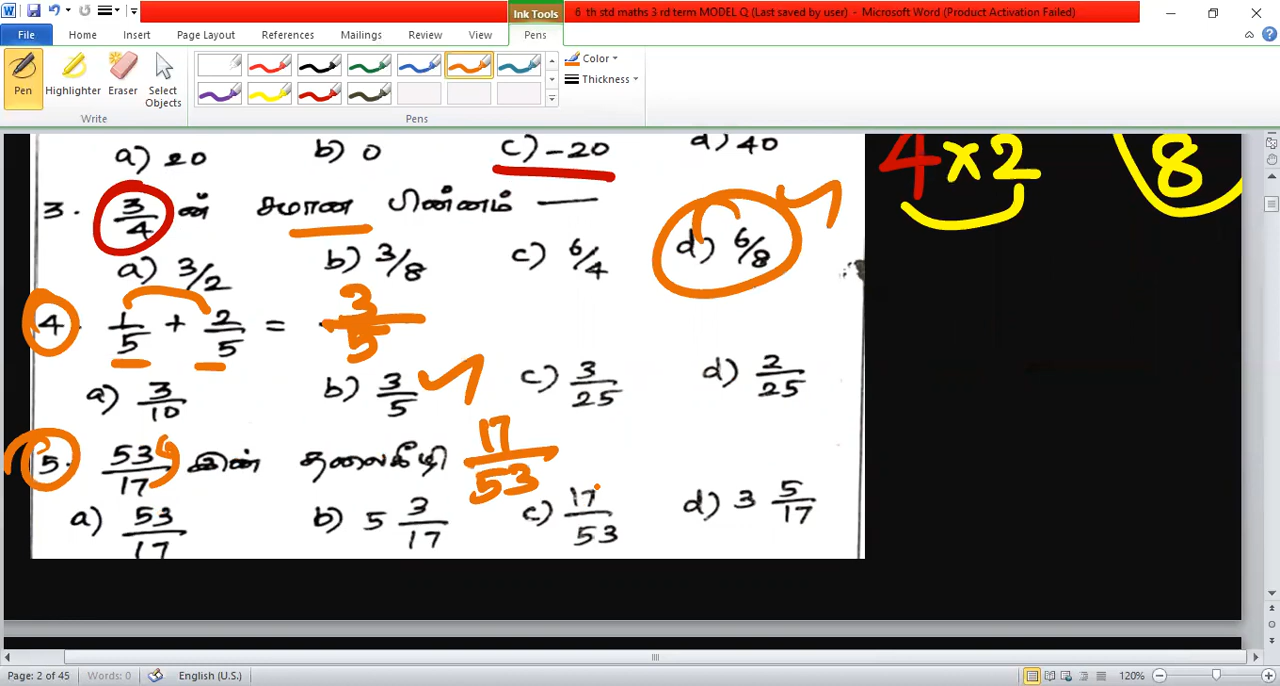 6 th std maths 3 rd term MODEL Q (Last saved by user) - Microsoft Word (Product Activation Failed)
Ink Tools
File Home Insert Page Layout References Mailings Review View Pens
Pen Highlighter Eraser Select Objects
Color
Thickness
Write Pens
a) 20 b) 0 c) -20 d) 40
4 x 2 8
3. 3/4 ன் சமான பின்னம் —
a) 3/2 b) 3/8 c) 6/4 d) 6/8
4. 1/5 + 2/5 = 3/5
a) 3/10 b) 3/5 c) 3/25 d) 2/25
5. 53/17 இன் தலைகீழி 17/53
a) 53/17 b) 5 3/17 c) 17/53 d) 3 5/17
Page: 2 of 45 Words: 0 English (U.S.) 120%